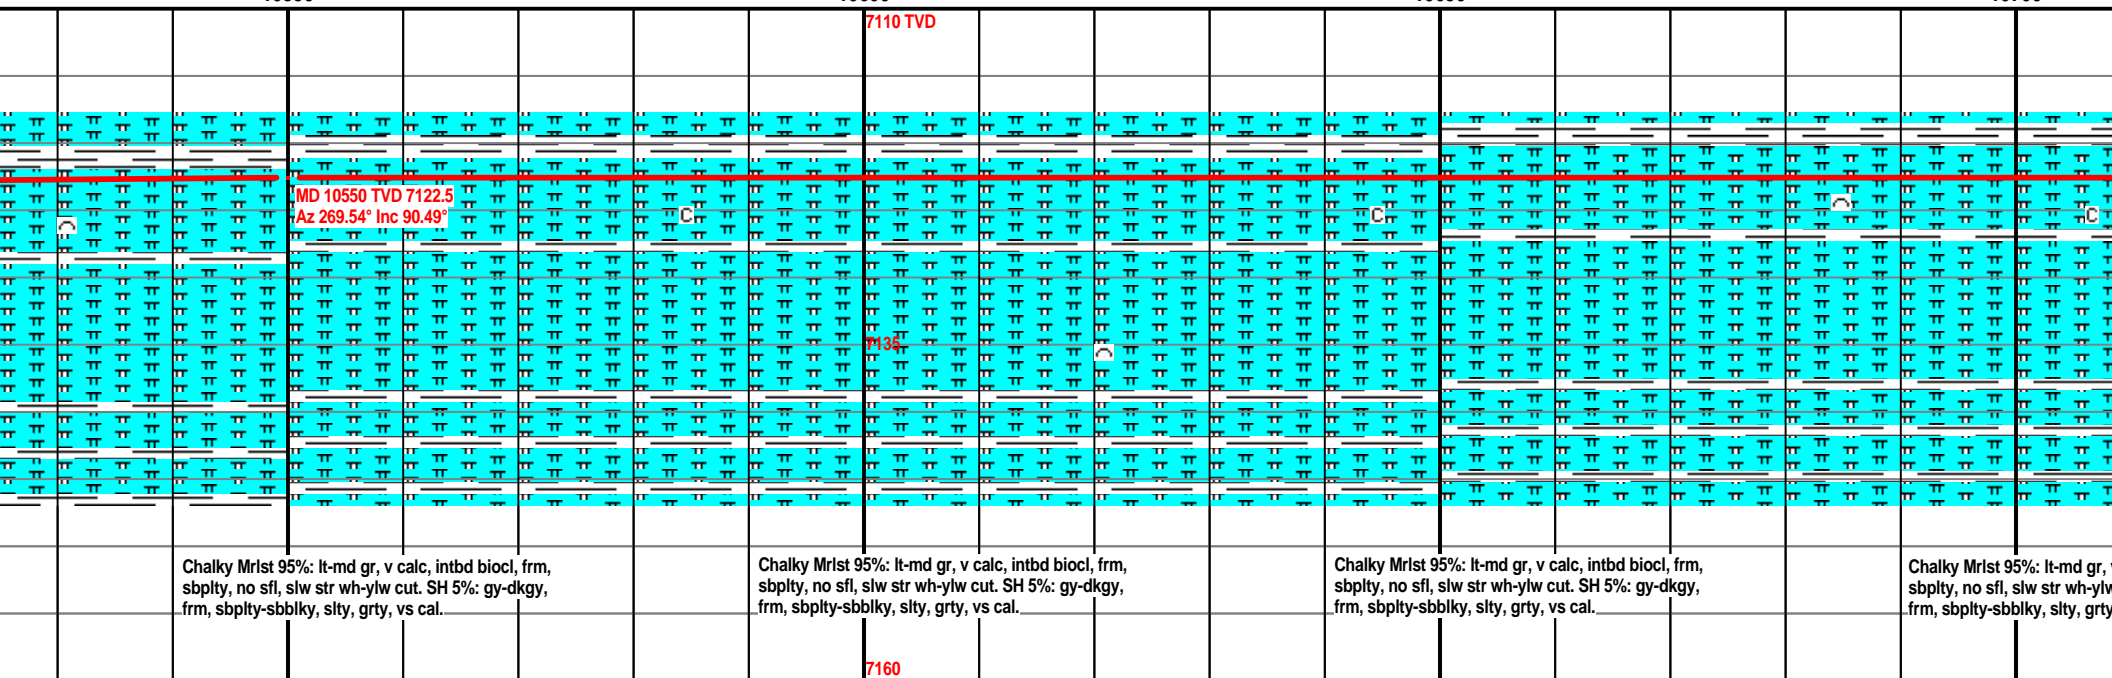 7110 TVD
MD 10550 TVD 7122.5
Az 269.54° Inc 90.49°
C
C
C
7135
Chalky Mrlst 95%: lt-md gr, v calc, intbd biocl, frm,
sbplty, no sfl, slw str wh-ylw cut. SH 5%: gy-dkgy,
frm, sbplty-sbblky, slty, grty, vs cal.
Chalky Mrlst 95%: lt-md gr, v calc, intbd biocl, frm,
sbplty, no sfl, slw str wh-ylw cut. SH 5%: gy-dkgy,
frm, sbplty-sbblky, slty, grty, vs cal.
Chalky Mrlst 95%: lt-md gr, v calc, intbd biocl, frm,
sbplty, no sfl, slw str wh-ylw cut. SH 5%: gy-dkgy,
frm, sbplty-sbblky, slty, grty, vs cal.
Chalky Mrlst 95%: lt-md gr,
sbplty, no sfl, slw str wh-ylw
frm, sbplty-sbblky, slty, grty
7160